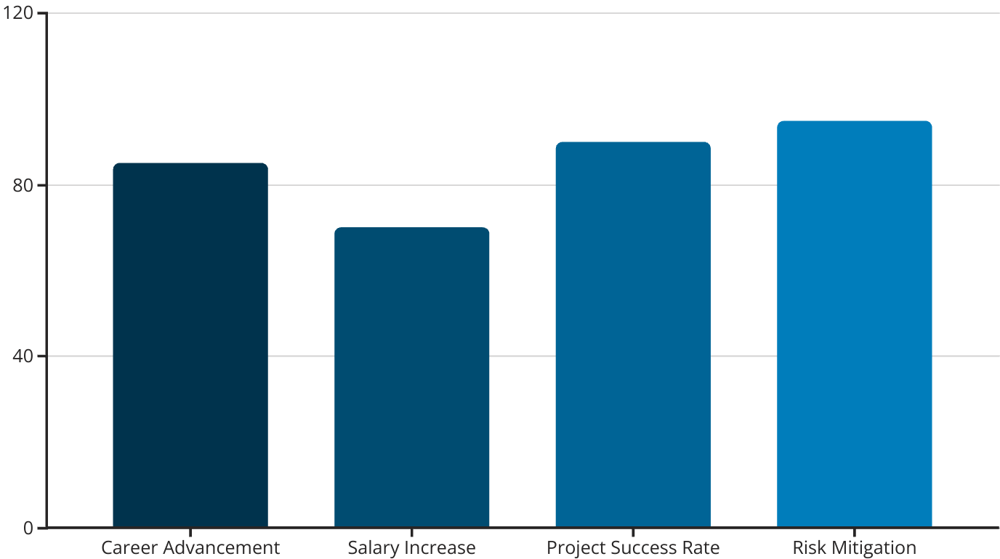 120
80
40
0
Career Advancement
Salary Increase
Project Success Rate
Risk Mitigation